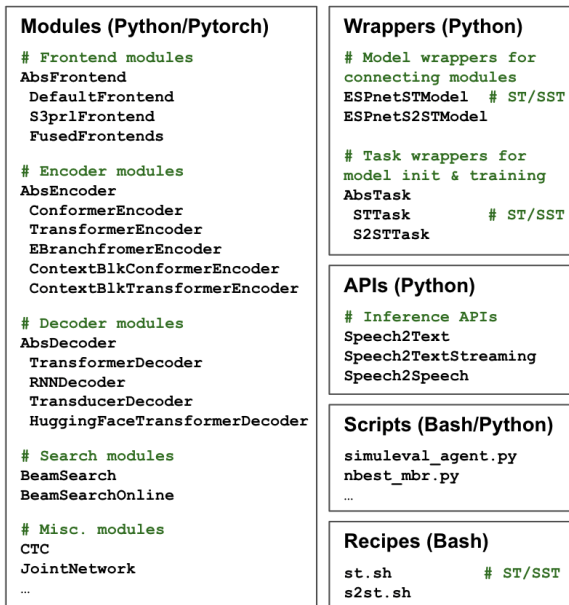 Modules (Python/Pytorch)
# Frontend modules
AbsFrontend
DefaultFrontend
S3prlFrontend
FusedFrontends
# Encoder modules
AbsEncoder
ConformerEncoder
TransformerEncoder
EBranchfromerEncoder
ContextBlkConformerEncoder
ContextBlkTransformerEncoder
# Decoder modules
AbsDecoder
TransformerDecoder
RNNDecoder
TransducerDecoder
HuggingFaceTransformerDecoder
# Search modules
BeamSearch
BeamSearchOnline
# Misc. modules
CTC
JointNetwork
…
Wrappers (Python)
# Model wrappers for
connecting modules
ESPnetSTModel # ST/SST
ESPnetS2STModel
# Task wrappers for
model init & training
AbsTask
STTask # ST/SST
S2STTask
APIs (Python)
# Inference APIs
Speech2Text
Speech2TextStreaming
Speech2Speech
Scripts (Bash/Python)
simuleval_agent.py
nbest_mbr.py
…
Recipes (Bash)
st.sh # ST/SST
s2st.sh